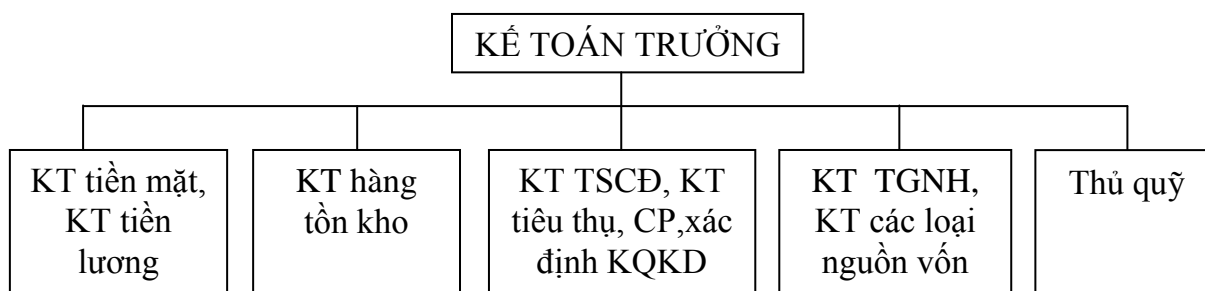 KẾ TOÁN TRƯỞNG
KT tiền mặt,
KT tiền
lương
KT hàng
tồn kho
KT TSCĐ, KT
tiêu thụ, CP,xác
định KQKD
KT TGNH,
KT các loại
nguồn vốn
Thủ quỹ